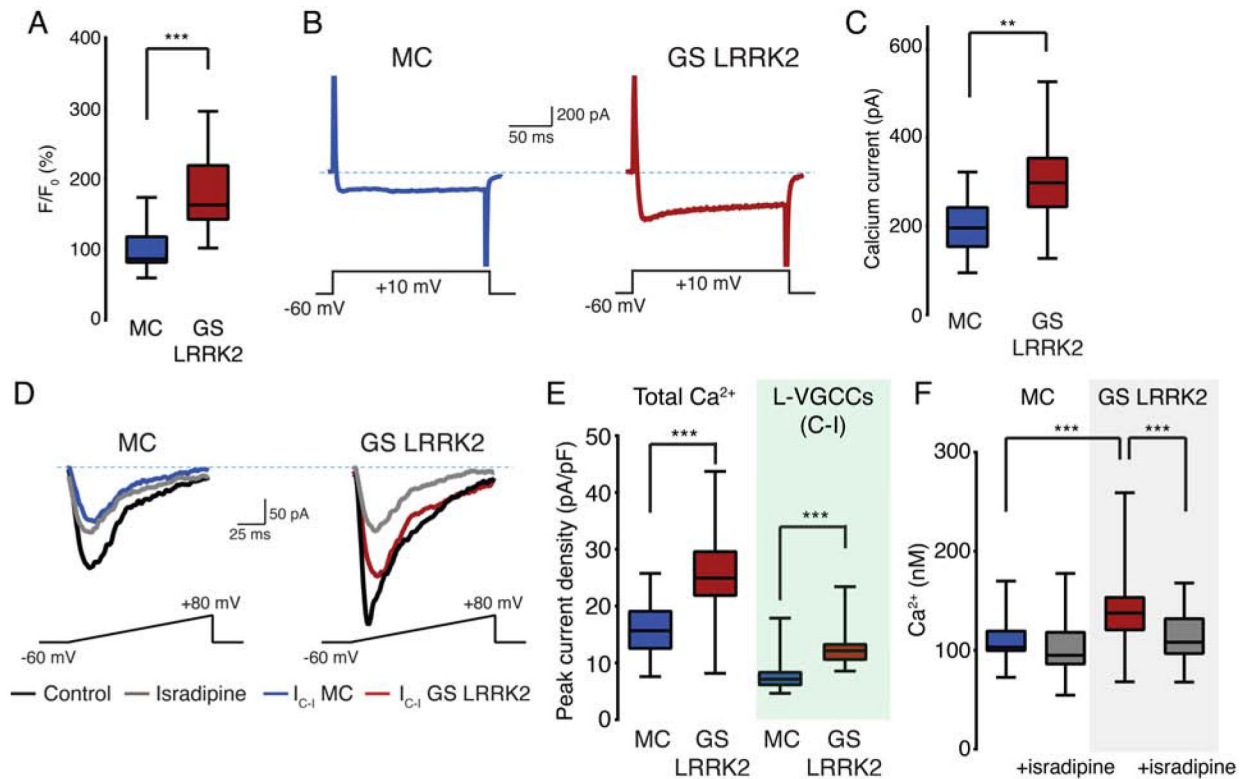 A
400
300
200
100
0
F/F₀ (%)
***
MC
GS
LRRK2
B
MC
GS LRRK2
200 pA
50 ms
+10 mV
-60 mV
+10 mV
-60 mV
C
600
400
200
0
Calcium current (pA)
**
MC
GS
LRRK2
D
MC
GS LRRK2
50 pA
25 ms
+80 mV
-60 mV
+80 mV
-60 mV
Control Isradipine I_C-I MC I_C-I GS LRRK2
E
Total Ca²⁺
L-VGCCs
(C-I)
50
40
30
20
10
0
Peak current density (pA/pF)
***
***
MC
GS
LRRK2
MC
GS
LRRK2
F
MC
GS LRRK2
300
200
100
0
Ca²⁺ (nM)
***
***
+isradipine
+isradipine